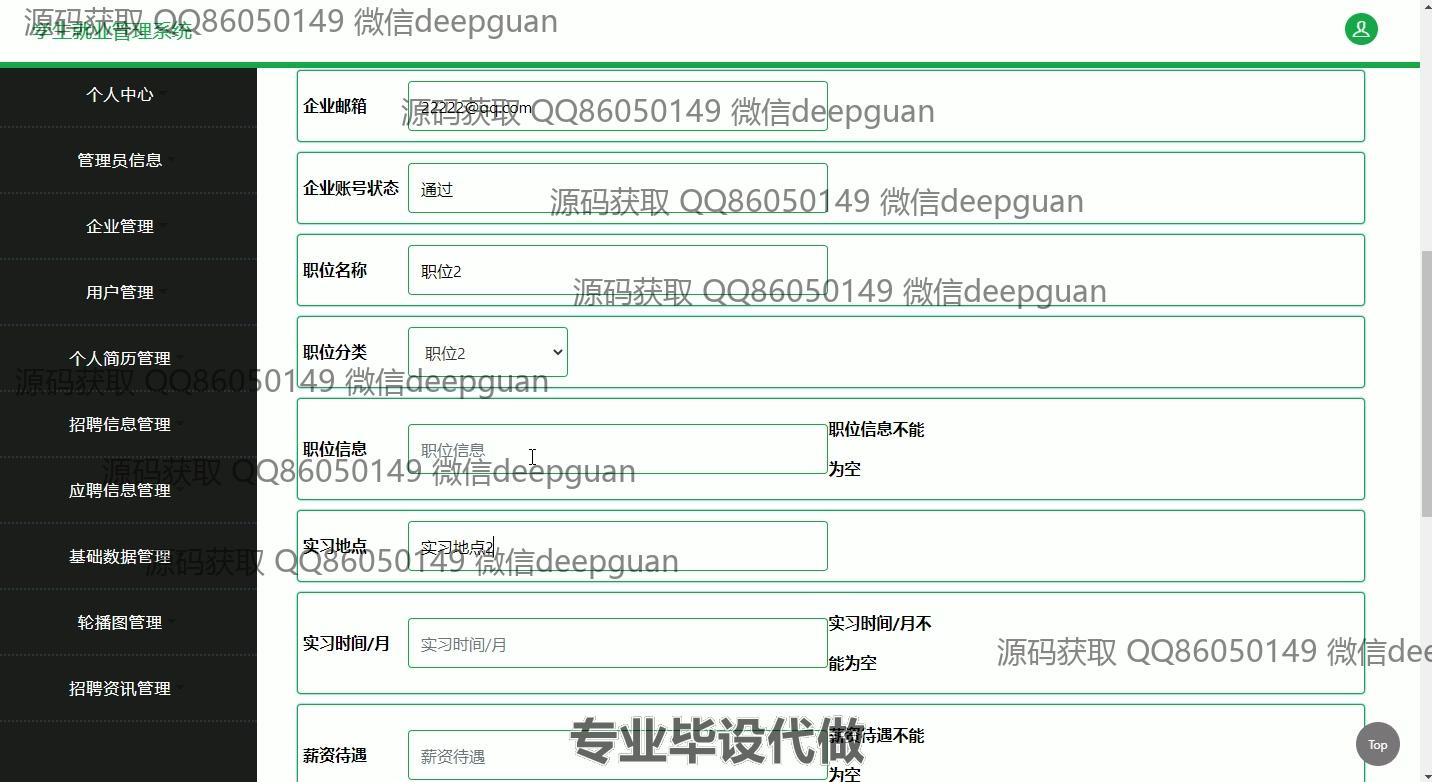 学生就业管理系统
源码获取 QQ86050149 微信deepguan
个人中心
管理员信息
企业管理
用户管理
个人简历管理
招聘信息管理
应聘信息管理
基础数据管理
轮播图管理
招聘资讯管理
企业邮箱
22222@qq.com
源码获取 QQ86050149 微信deepguan
企业账号状态
通过
源码获取 QQ86050149 微信deepguan
职位名称
职位2
源码获取 QQ86050149 微信deepguan
职位分类
职位2
源码获取 QQ86050149 微信deepguan
职位信息
职位信息
职位信息不能
为空
源码获取 QQ86050149 微信deepguan
实习地点
实习地点2
源码获取 QQ86050149 微信deepguan
实习时间/月
实习时间/月
实习时间/月不
能为空
源码获取 QQ86050149 微信dee
薪资待遇
薪资待遇
薪资待遇不能
为空
专业毕设代做
Top